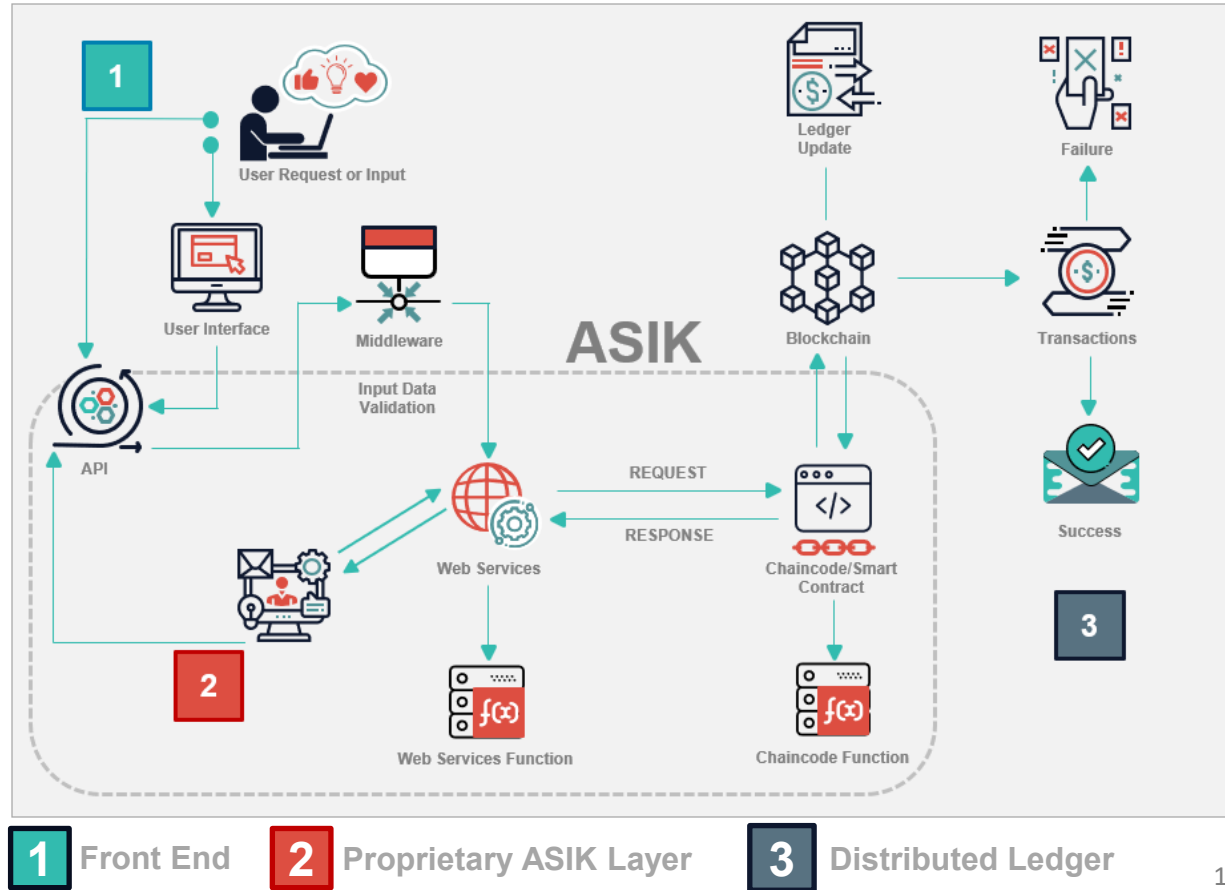 1
User Request or Input
Ledger
Update
Failure
User Interface
Middleware
Blockchain
Transactions
ASIK
Input Data
Validation
API
REQUEST
RESPONSE
Web Services
Chaincode/Smart
Contract
Success
3
2
f(x)
f(x)
Web Services Function
Chaincode Function
1 Front End
2 Proprietary ASIK Layer
3 Distributed Ledger
1